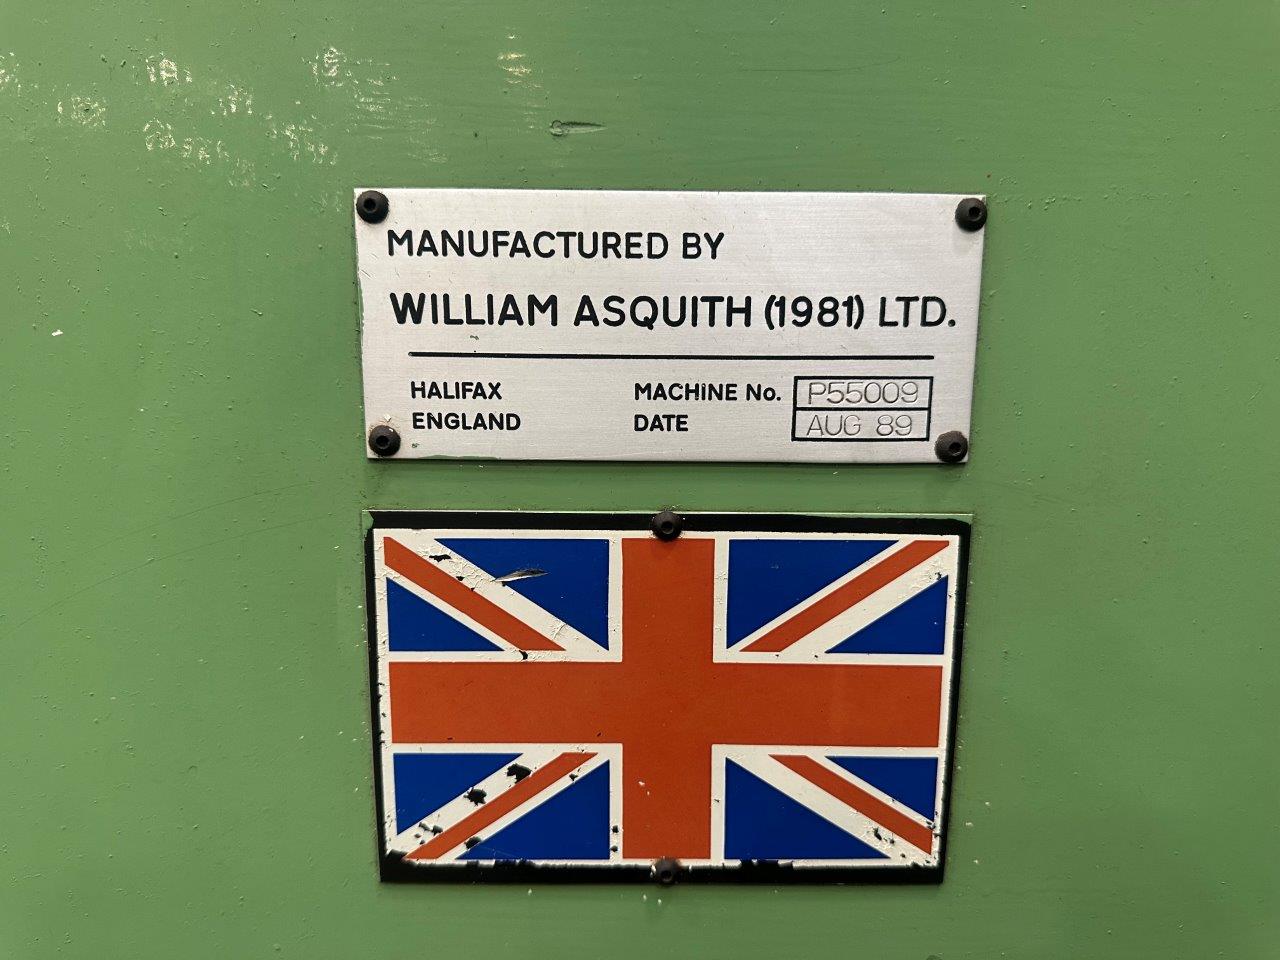 MANUFACTURED BY
WILLIAM ASQUITH (1981) LTD.
HALIFAX MACHINE No. P55009
ENGLAND DATE AUG 89